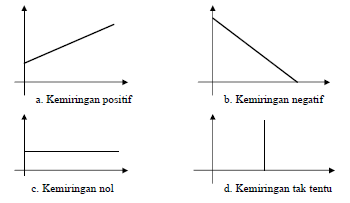 a. Kemiringan positif
b. Kemiringan negatif
c. Kemiringan nol
d. Kemiringan tak tentu